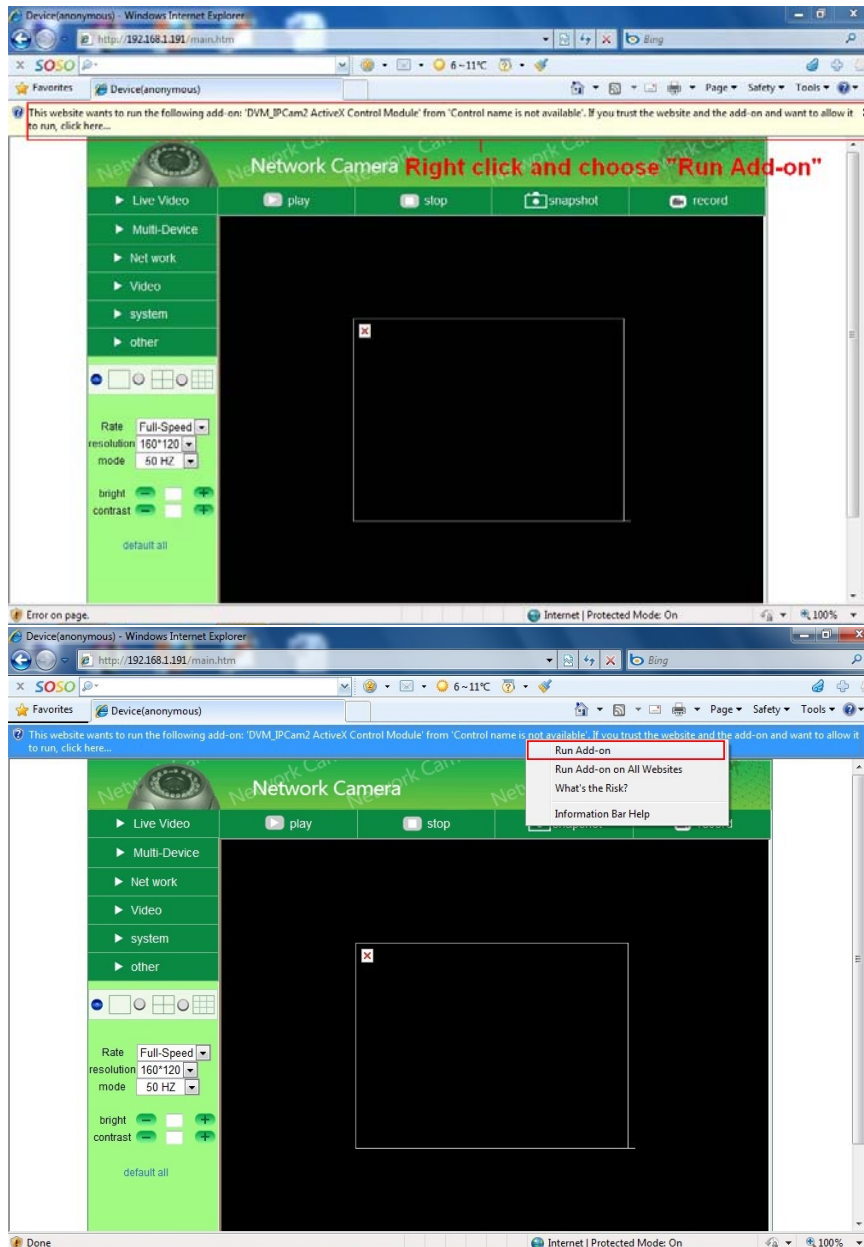 Device(anonymous) - Windows Internet Explorer
http://192.168.1.191/main.htm
Bing
x SOSO
6~11℃
Favorites
Device(anonymous)
Page
Safety
Tools
This website wants to run the following add-on: 'DVM_IPCam2 ActiveX Control Module' from 'Control name is not available'. If you trust the website and the add-on and want to allow it
to run, click here...
Network Camera
Right click and choose "Run Add-on"
Live Video
play
stop
snapshot
record
Multi-Device
Net work
Video
system
other
Rate Full-Speed
resolution 160*120
mode 50 HZ
bright
contrast
default all
Error on page.
Internet | Protected Mode: On
100%
Device(anonymous) - Windows Internet Explorer
http://192.168.1.191/main.htm
Bing
x SOSO
6~11℃
Favorites
Device(anonymous)
Page
Safety
Tools
This website wants to run the following add-on: 'DVM_IPCam2 ActiveX Control Module' from 'Control name is not available'. If you trust the website and the add-on and want to allow it
to run, click here...
Run Add-on
Run Add-on on All Websites
What's the Risk?
Information Bar Help
Network Camera
Live Video
play
stop
Multi-Device
Net work
Video
system
other
Rate Full-Speed
resolution 160*120
mode 50 HZ
bright
contrast
default all
Done
Internet | Protected Mode: On
100%